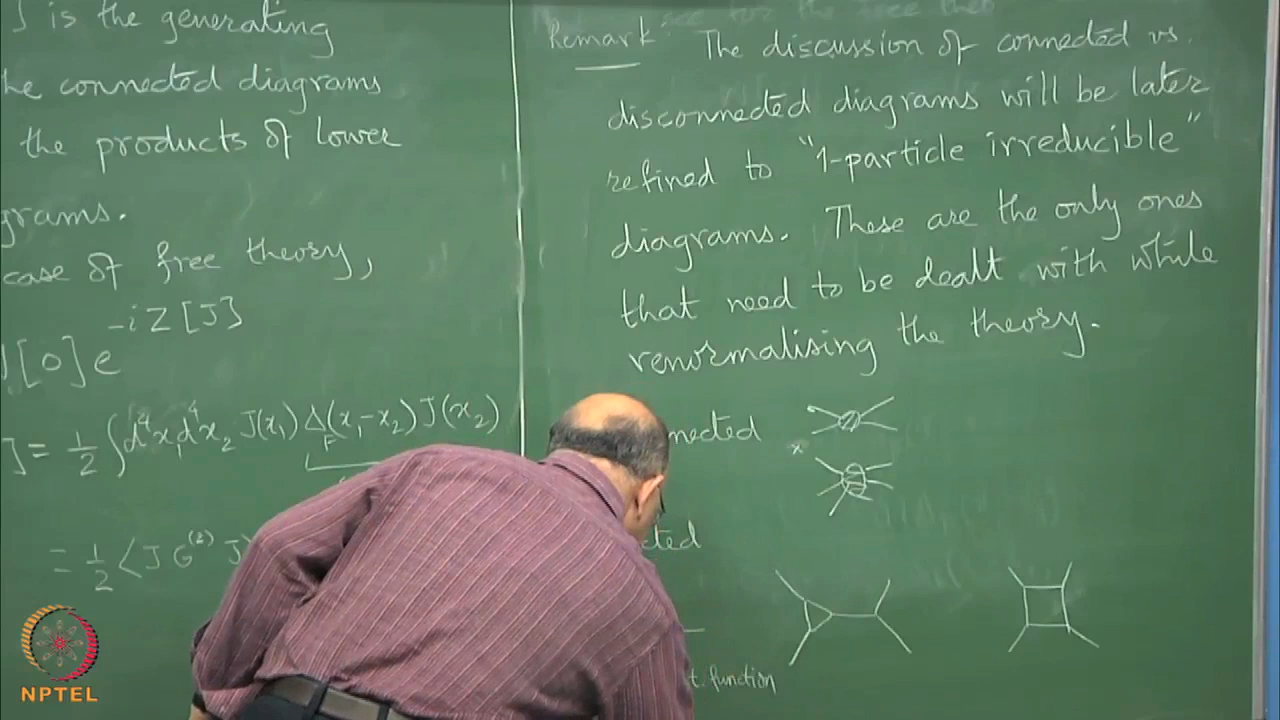 J is the generating
he connected diagrams
the products of lower
grams.
case of free theory,
[0] e^{-iZ[J]}
J = 1/2 ∫d⁴x₁d⁴x₂ J(x₁) Δ_F(x₁-x₂) J(x₂)
= 1/2 ⟨J G^{(2)} J⟩
Remark: The discussion of connected vs.
disconnected diagrams will be later
refined to "1-particle irreducible"
diagrams. These are the only ones
that need to be dealt with while
renormalising the theory.
nnected
cted
t. function
NPTEL